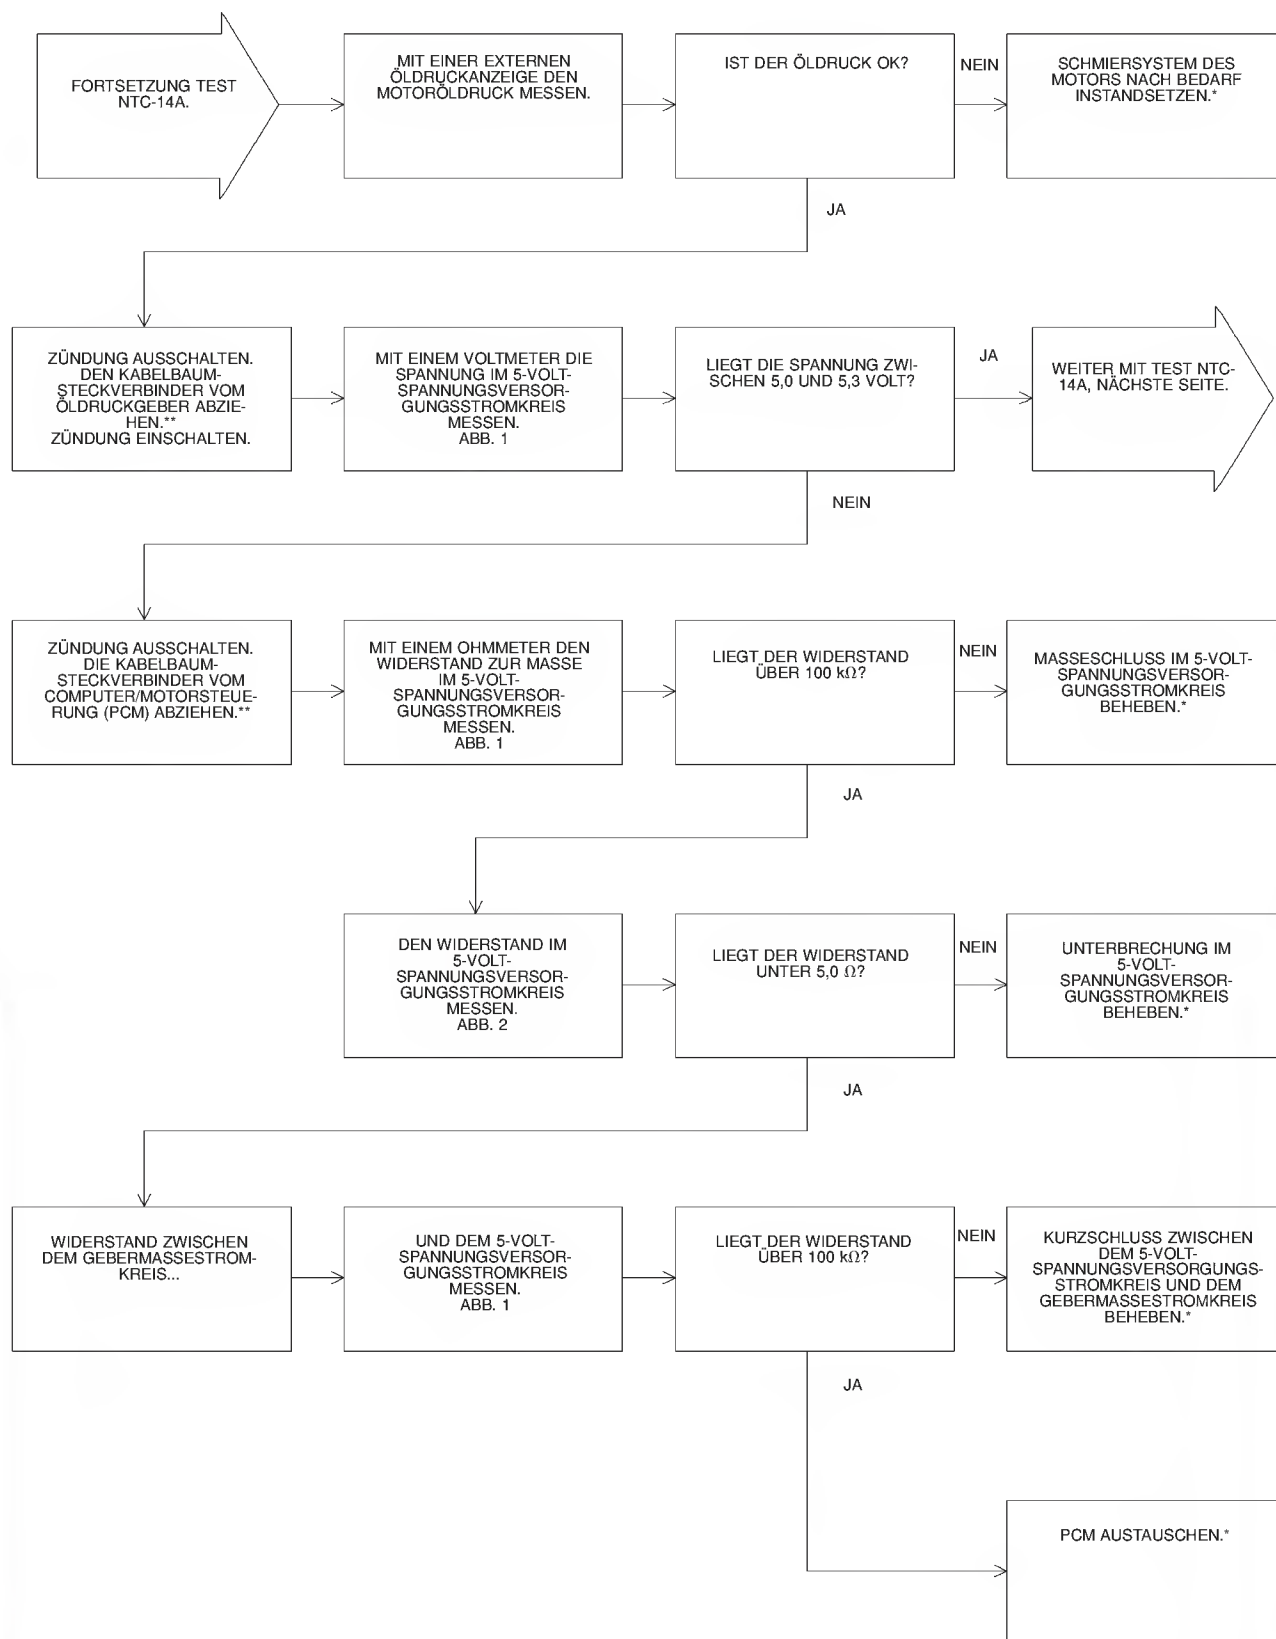 FORTSETZUNG TEST
NTC-14A.
MIT EINER EXTERNEN
ÖLDRUCKANZEIGE DEN
MOTORÖLDRUCK MESSEN.
IST DER ÖLDRUCK OK?
NEIN
SCHMIERSYSTEM DES
MOTORS NACH BEDARF
INSTANDSETZEN.*
JA
ZÜNDUNG AUSSCHALTEN.
DEN KABELBAUM-
STECKVERBINDER VOM
ÖLDRUCKGEBER ABZIE-
HEN.**
ZÜNDUNG EINSCHALTEN.
MIT EINEM VOLTMETER DIE
SPANNUNG IM 5-VOLT-
SPANNUNGSVERSOR-
GUNGSSTROMKREIS
MESSEN.
ABB. 1
LIEGT DIE SPANNUNG ZWI-
SCHEN 5,0 UND 5,3 VOLT?
JA
WEITER MIT TEST NTC-
14A, NÄCHSTE SEITE.
NEIN
ZÜNDUNG AUSSCHALTEN.
DIE KABELBAUM-
STECKVERBINDER VOM
COMPUTER/MOTORSTEUE-
RUNG (PCM) ABZIEHEN.**
MIT EINEM OHMMETER DEN
WIDERSTAND ZUR MASSE
IM 5-VOLT-
SPANNUNGSVERSOR-
GUNGSSTROMKREIS
MESSEN.
ABB. 1
LIEGT DER WIDERSTAND
ÜBER 100 kΩ?
NEIN
MASSESCHLUSS IM 5-VOLT-
SPANNUNGSVERSOR-
GUNGSSTROMKREIS
BEHEBEN.*
JA
DEN WIDERSTAND IM
5-VOLT-
SPANNUNGSVERSOR-
GUNGSSTROMKREIS
MESSEN.
ABB. 2
LIEGT DER WIDERSTAND
UNTER 5,0 Ω?
NEIN
UNTERBRECHUNG IM
5-VOLT-
SPANNUNGSVERSOR-
GUNGSSTROMKREIS
BEHEBEN.*
JA
WIDERSTAND ZWISCHEN
DEM GEBERMASSESTROM-
KREIS...
UND DEM 5-VOLT-
SPANNUNGSVERSOR-
GUNGSSTROMKREIS
MESSEN.
ABB. 1
LIEGT DER WIDERSTAND
ÜBER 100 kΩ?
NEIN
KURZSCHLUSS ZWISCHEN
DEM 5-VOLT-
SPANNUNGSVERSORGUNGS-
STROMKREIS UND DEM
GEBERMASSESTROMKREIS
BEHEBEN.*
JA
PCM AUSTAUSCHEN.*